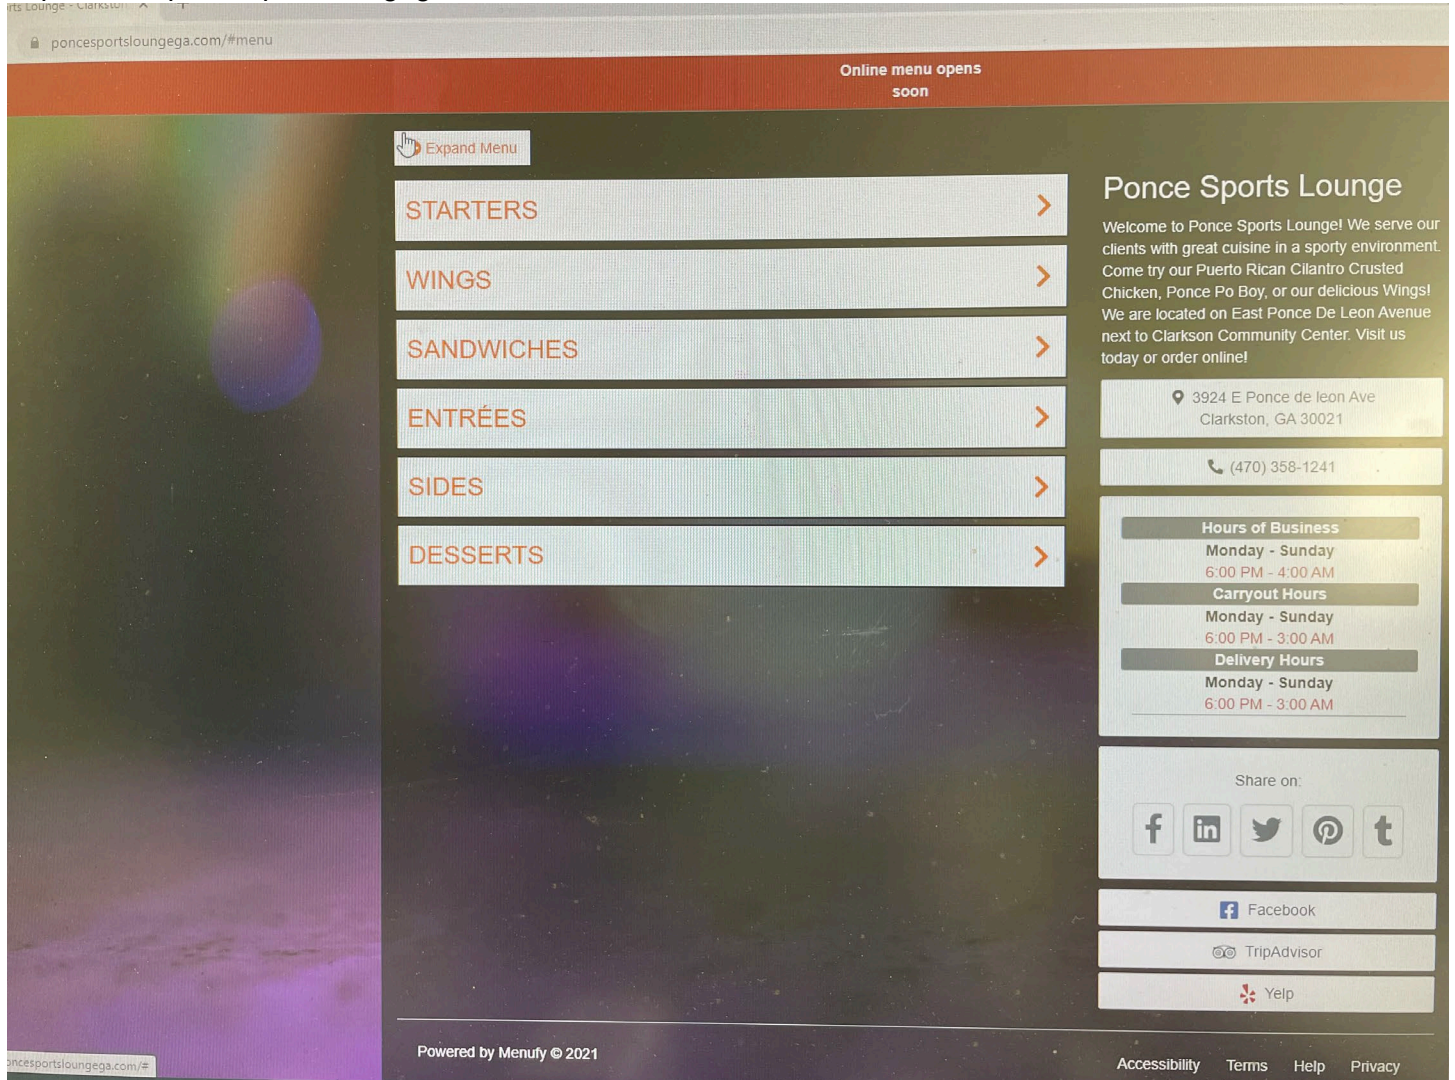 rts Lounge - Clarkston
poncesportsloungega.com/#menu
Online menu opens
soon
Expand Menu
STARTERS
WINGS
SANDWICHES
ENTRÉES
SIDES
DESSERTS
Ponce Sports Lounge
Welcome to Ponce Sports Lounge! We serve our
clients with great cuisine in a sporty environment.
Come try our Puerto Rican Cilantro Crusted
Chicken, Ponce Po Boy, or our delicious Wings!
We are located on East Ponce De Leon Avenue
next to Clarkson Community Center. Visit us
today or order online!
3924 E Ponce de leon Ave
Clarkston, GA 30021
(470) 358-1241
Hours of Business
Monday - Sunday
6:00 PM - 4:00 AM
Carryout Hours
Monday - Sunday
6:00 PM - 3:00 AM
Delivery Hours
Monday - Sunday
6:00 PM - 3:00 AM
Share on:
Facebook
TripAdvisor
Yelp
Powered by Menufy © 2021
Accessibility Terms Help Privacy
oncesportsloungega.com/#